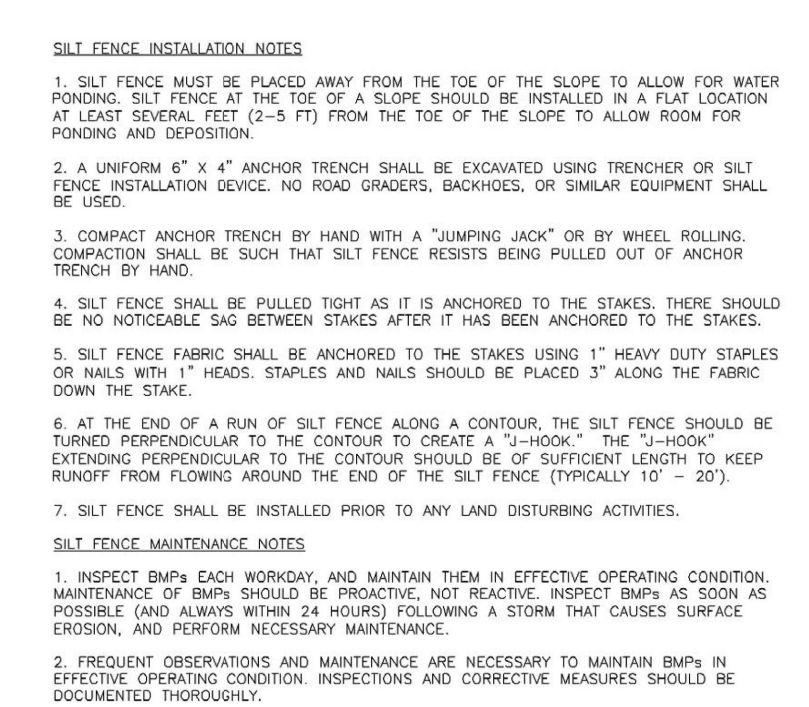 SILT FENCE INSTALLATION NOTES
1. SILT FENCE MUST BE PLACED AWAY FROM THE TOE OF THE SLOPE TO ALLOW FOR WATER
PONDING. SILT FENCE AT THE TOE OF A SLOPE SHOULD BE INSTALLED IN A FLAT LOCATION
AT LEAST SEVERAL FEET (2-5 FT) FROM THE TOE OF THE SLOPE TO ALLOW ROOM FOR
PONDING AND DEPOSITION.
2. A UNIFORM 6" X 4" ANCHOR TRENCH SHALL BE EXCAVATED USING TRENCHER OR SILT
FENCE INSTALLATION DEVICE. NO ROAD GRADERS, BACKHOES, OR SIMILAR EQUIPMENT SHALL
BE USED.
3. COMPACT ANCHOR TRENCH BY HAND WITH A "JUMPING JACK" OR BY WHEEL ROLLING.
COMPACTION SHALL BE SUCH THAT SILT FENCE RESISTS BEING PULLED OUT OF ANCHOR
TRENCH BY HAND.
4. SILT FENCE SHALL BE PULLED TIGHT AS IT IS ANCHORED TO THE STAKES. THERE SHOULD
BE NO NOTICEABLE SAG BETWEEN STAKES AFTER IT HAS BEEN ANCHORED TO THE STAKES.
5. SILT FENCE FABRIC SHALL BE ANCHORED TO THE STAKES USING 1" HEAVY DUTY STAPLES
OR NAILS WITH 1" HEADS. STAPLES AND NAILS SHOULD BE PLACED 3" ALONG THE FABRIC
DOWN THE STAKE.
6. AT THE END OF A RUN OF SILT FENCE ALONG A CONTOUR, THE SILT FENCE SHOULD BE
TURNED PERPENDICULAR TO THE CONTOUR TO CREATE A "J-HOOK." THE "J-HOOK"
EXTENDING PERPENDICULAR TO THE CONTOUR SHOULD BE OF SUFFICIENT LENGTH TO KEEP
RUNOFF FROM FLOWING AROUND THE END OF THE SILT FENCE (TYPICALLY 10' - 20').
7. SILT FENCE SHALL BE INSTALLED PRIOR TO ANY LAND DISTURBING ACTIVITIES.
SILT FENCE MAINTENANCE NOTES
1. INSPECT BMPs EACH WORKDAY, AND MAINTAIN THEM IN EFFECTIVE OPERATING CONDITION.
MAINTENANCE OF BMPs SHOULD BE PROACTIVE, NOT REACTIVE. INSPECT BMPs AS SOON AS
POSSIBLE (AND ALWAYS WITHIN 24 HOURS) FOLLOWING A STORM THAT CAUSES SURFACE
EROSION, AND PERFORM NECESSARY MAINTENANCE.
2. FREQUENT OBSERVATIONS AND MAINTENANCE ARE NECESSARY TO MAINTAIN BMPs IN
EFFECTIVE OPERATING CONDITION. INSPECTIONS AND CORRECTIVE MEASURES SHOULD BE
DOCUMENTED THOROUGHLY.